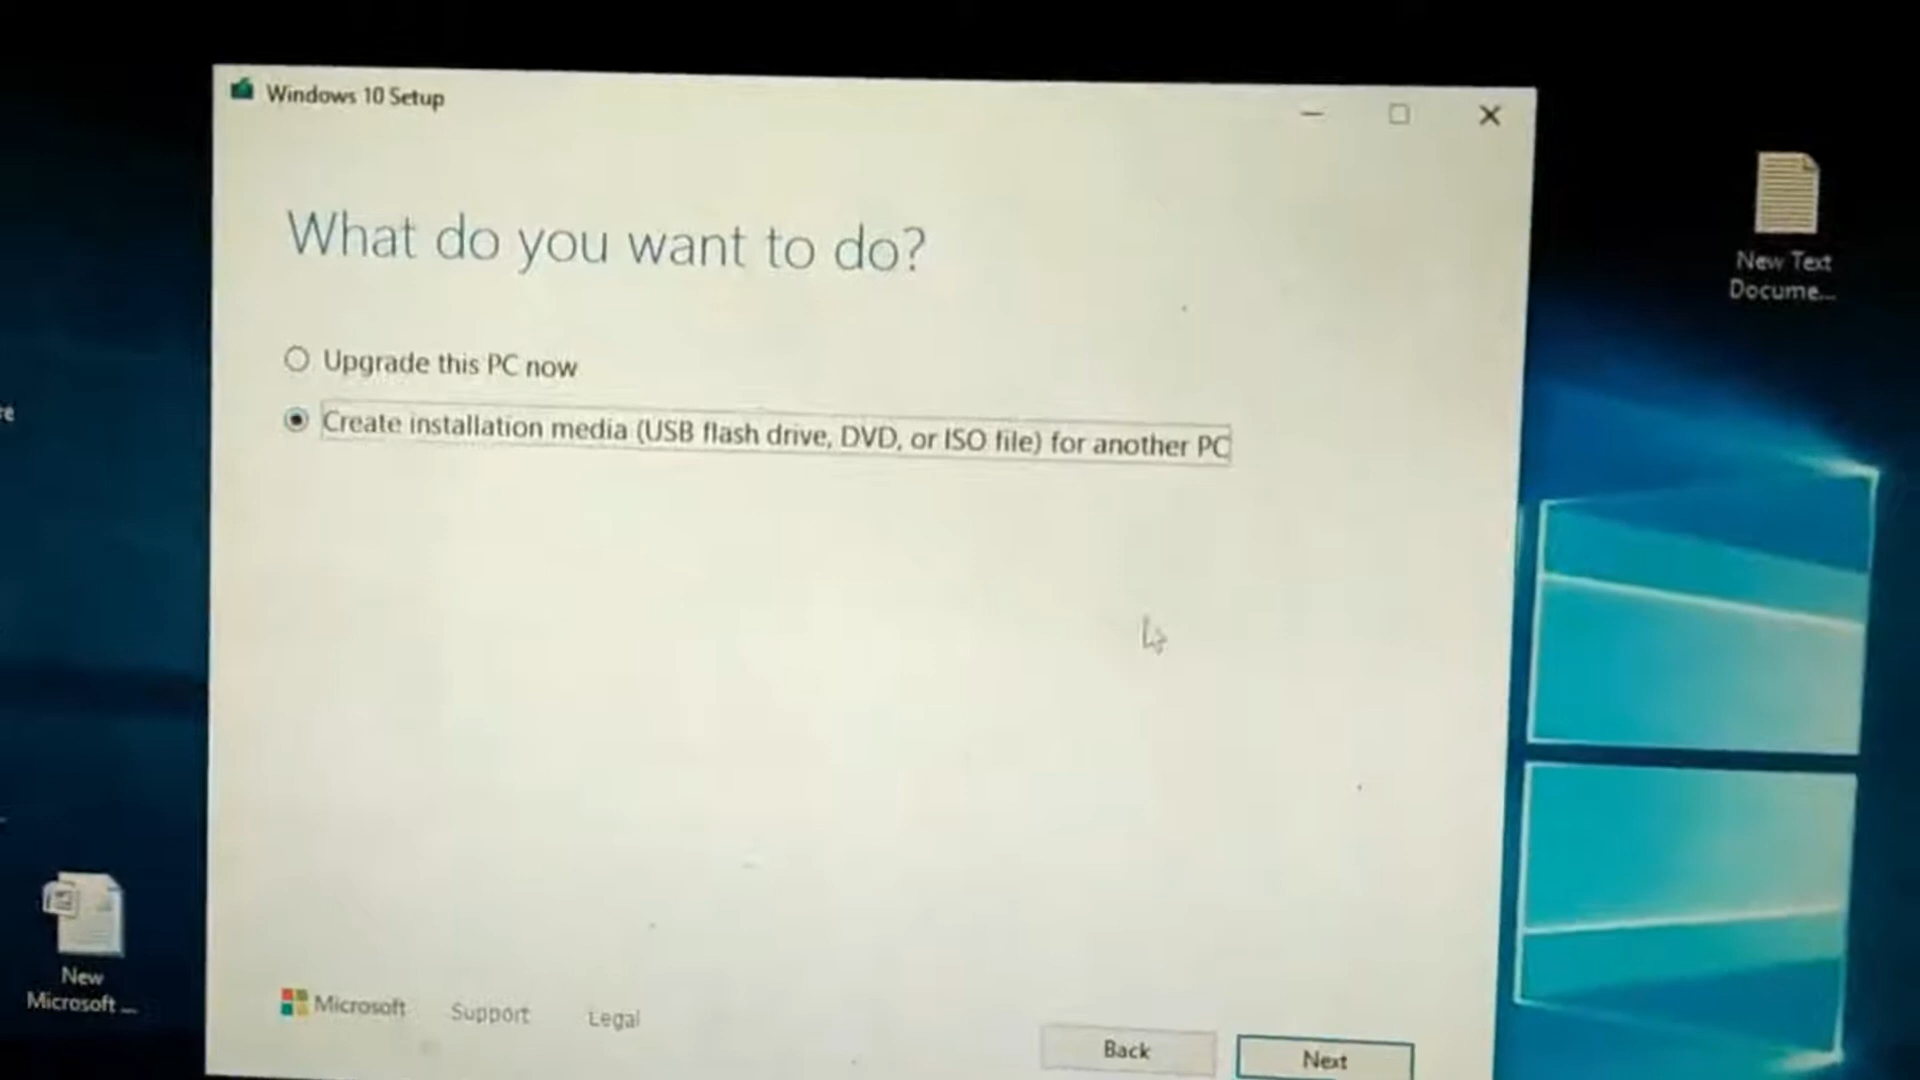 Windows 10 Setup
What do you want to do?
Upgrade this PC now
Create installation media (USB flash drive, DVD, or ISO file) for another PC
New Text
Docume...
re
New
Microsoft ...
Microsoft Support Legal
Back Next